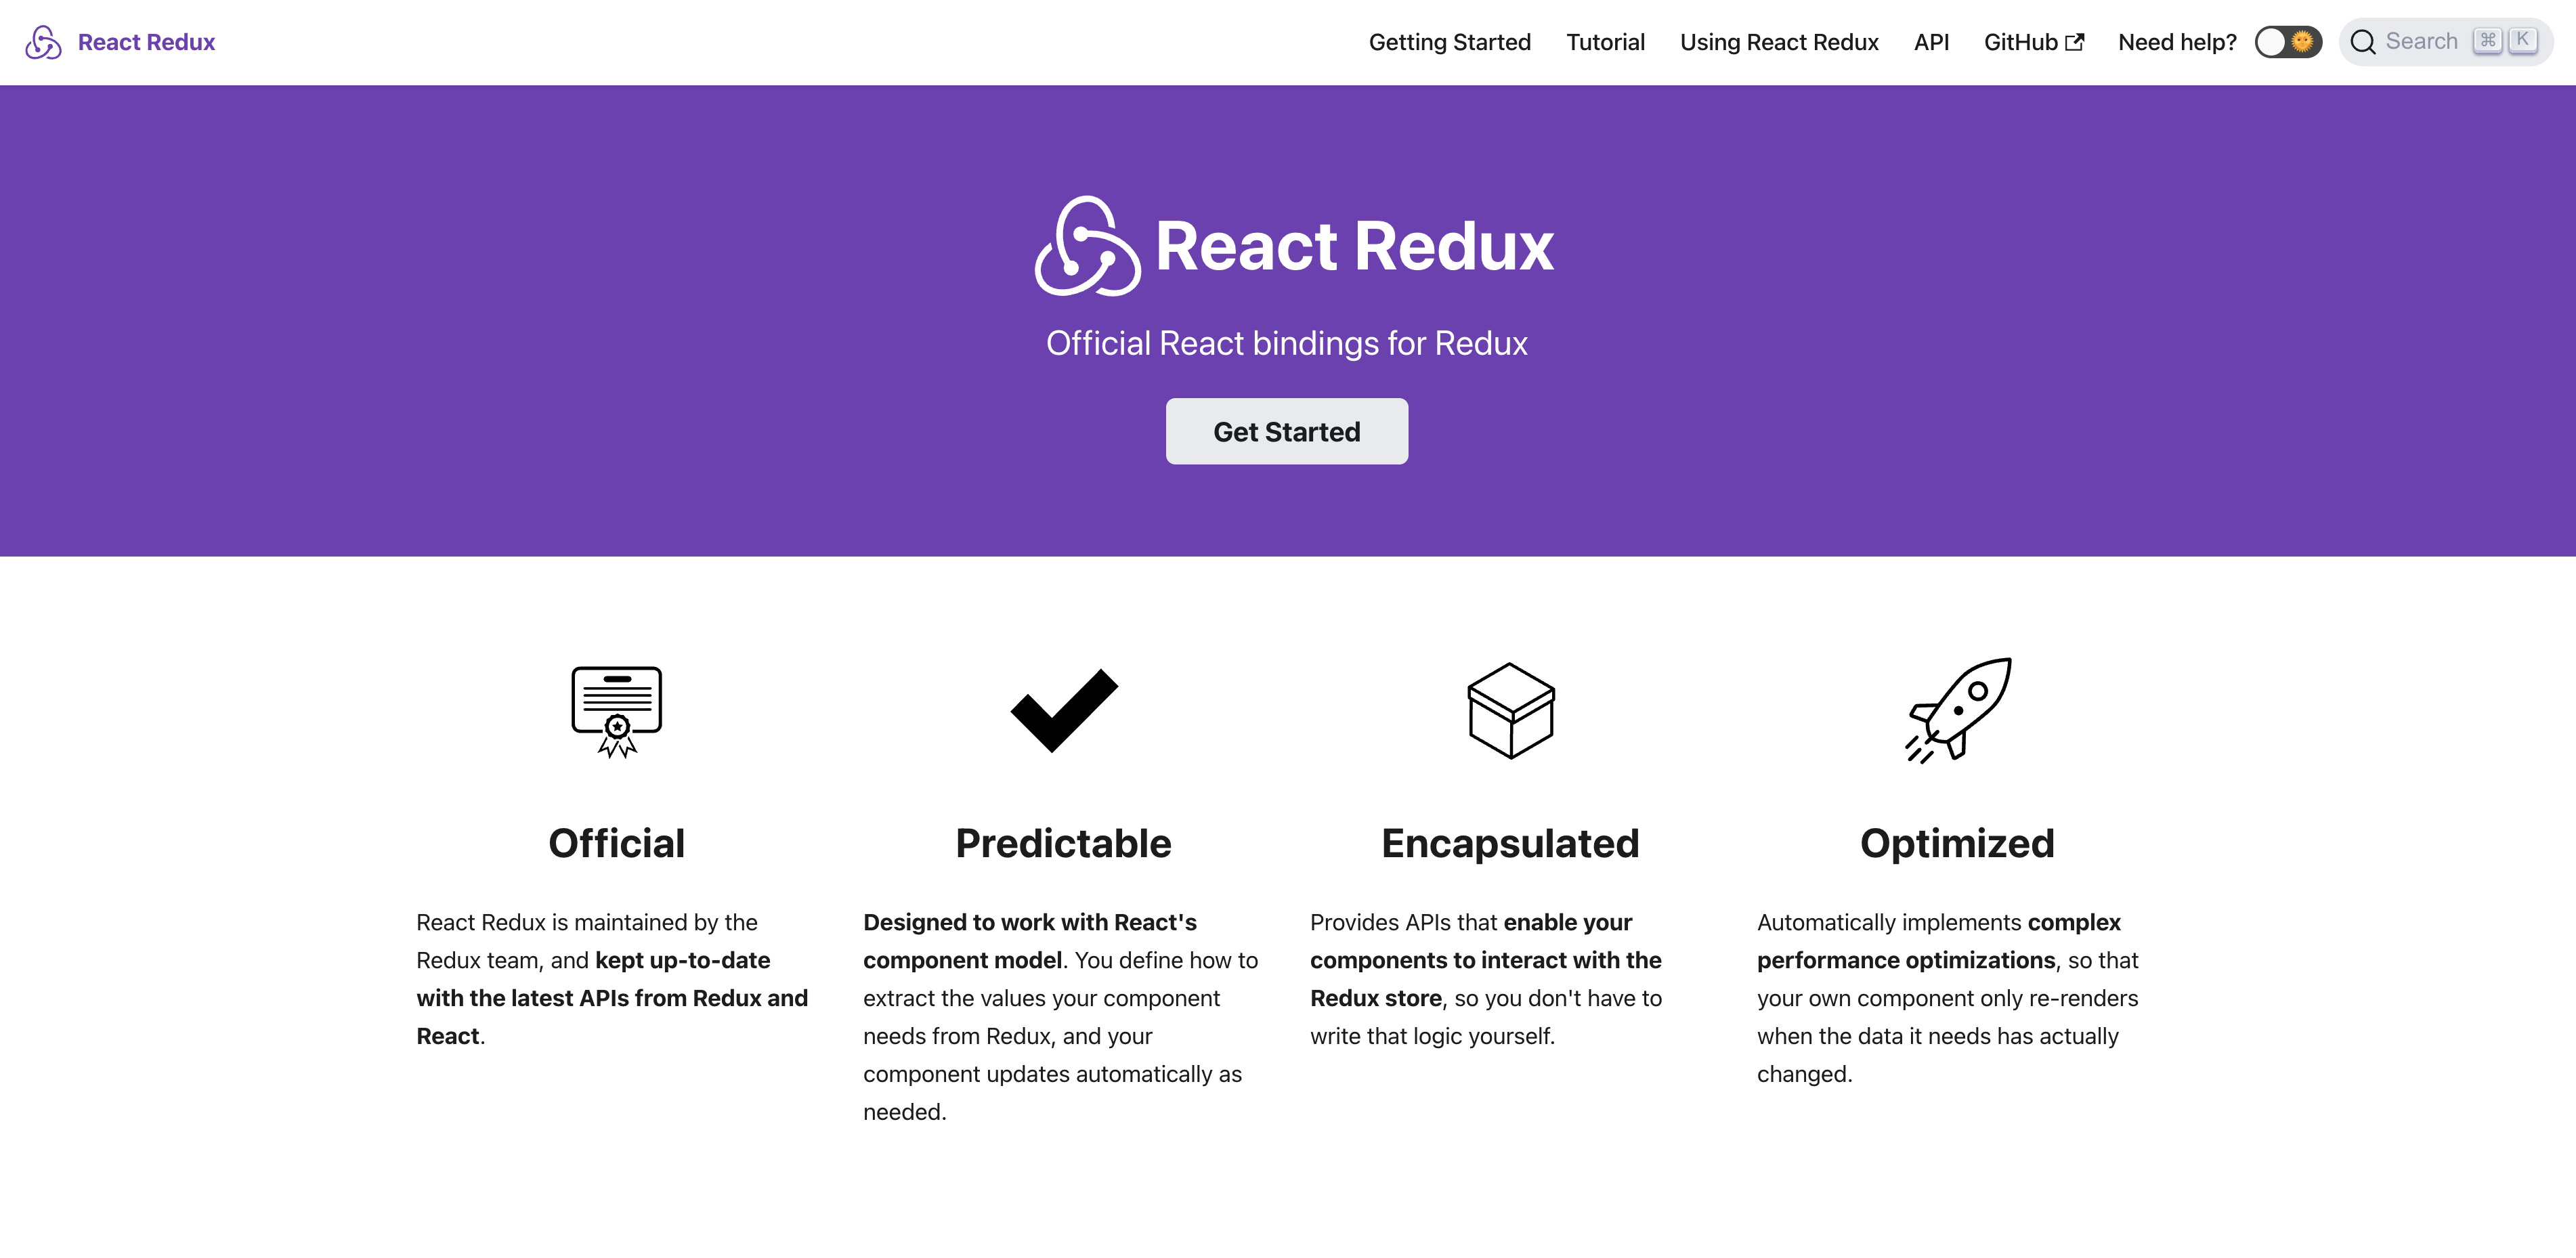 React Redux
Getting Started
Tutorial
Using React Redux
API
GitHub
Need help?
Search ⌘ K
React Redux
Official React bindings for Redux
Get Started
Official
React Redux is maintained by the
Redux team, and kept up-to-date
with the latest APIs from Redux and
React.
Predictable
Designed to work with React's
component model. You define how to
extract the values your component
needs from Redux, and your
component updates automatically as
needed.
Encapsulated
Provides APIs that enable your
components to interact with the
Redux store, so you don't have to
write that logic yourself.
Optimized
Automatically implements complex
performance optimizations, so that
your own component only re-renders
when the data it needs has actually
changed.